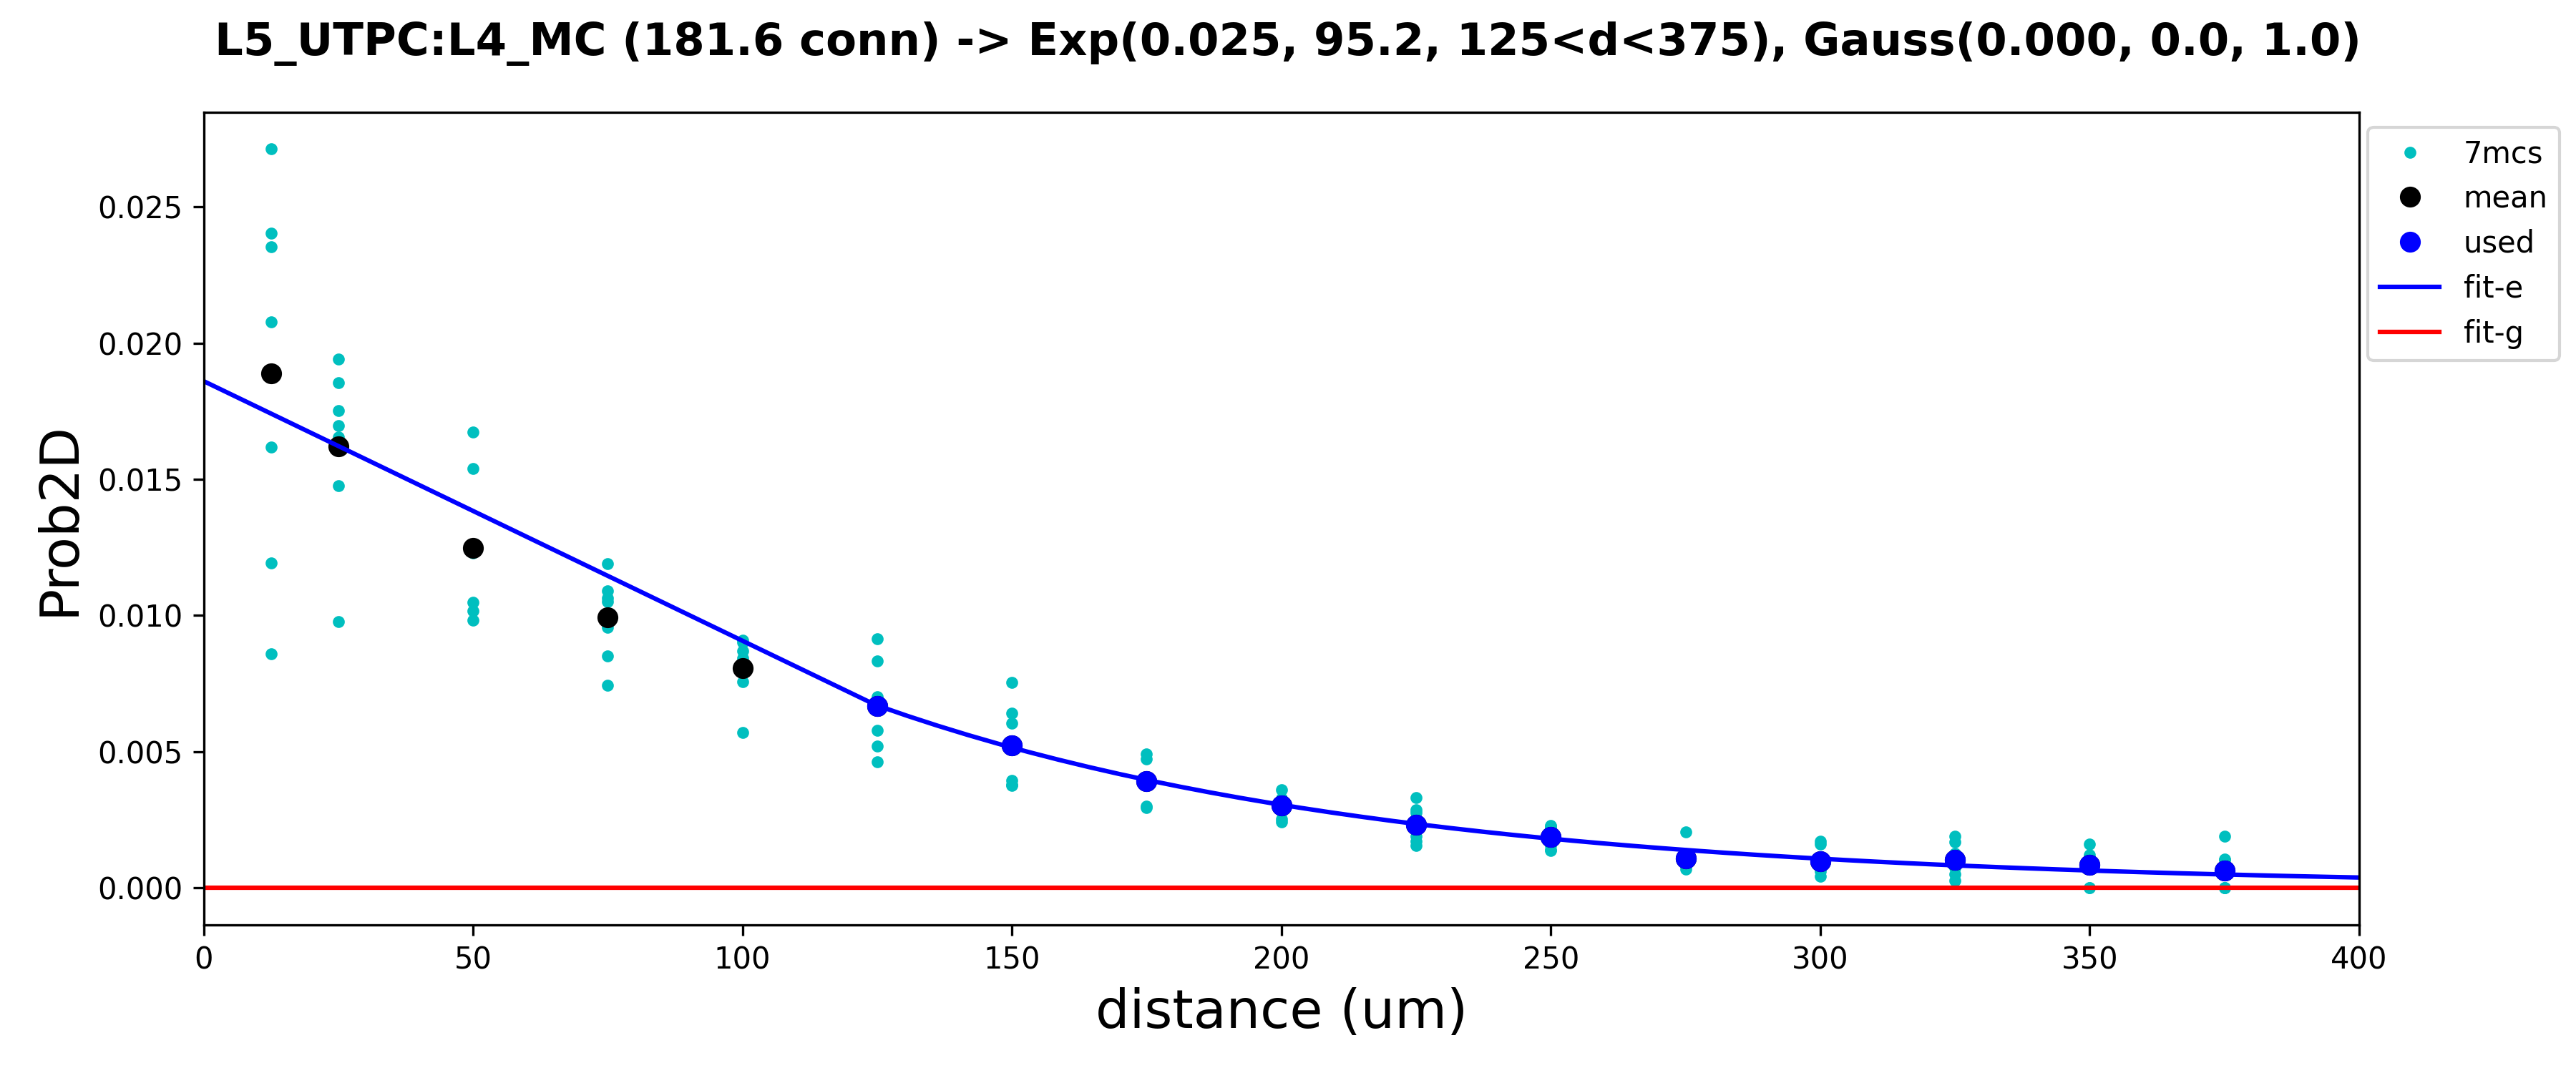 L5_UTPC:L4_MC (181.6 conn) -> Exp(0.025, 95.2, 125<d<375), Gauss(0.000, 0.0, 1.0)
Prob2D
0.025
0.020
0.015
0.010
0.005
0.000
0 50 100 150 200 250 300 350 400
distance (um)
7mcs
mean
used
fit-e
fit-g